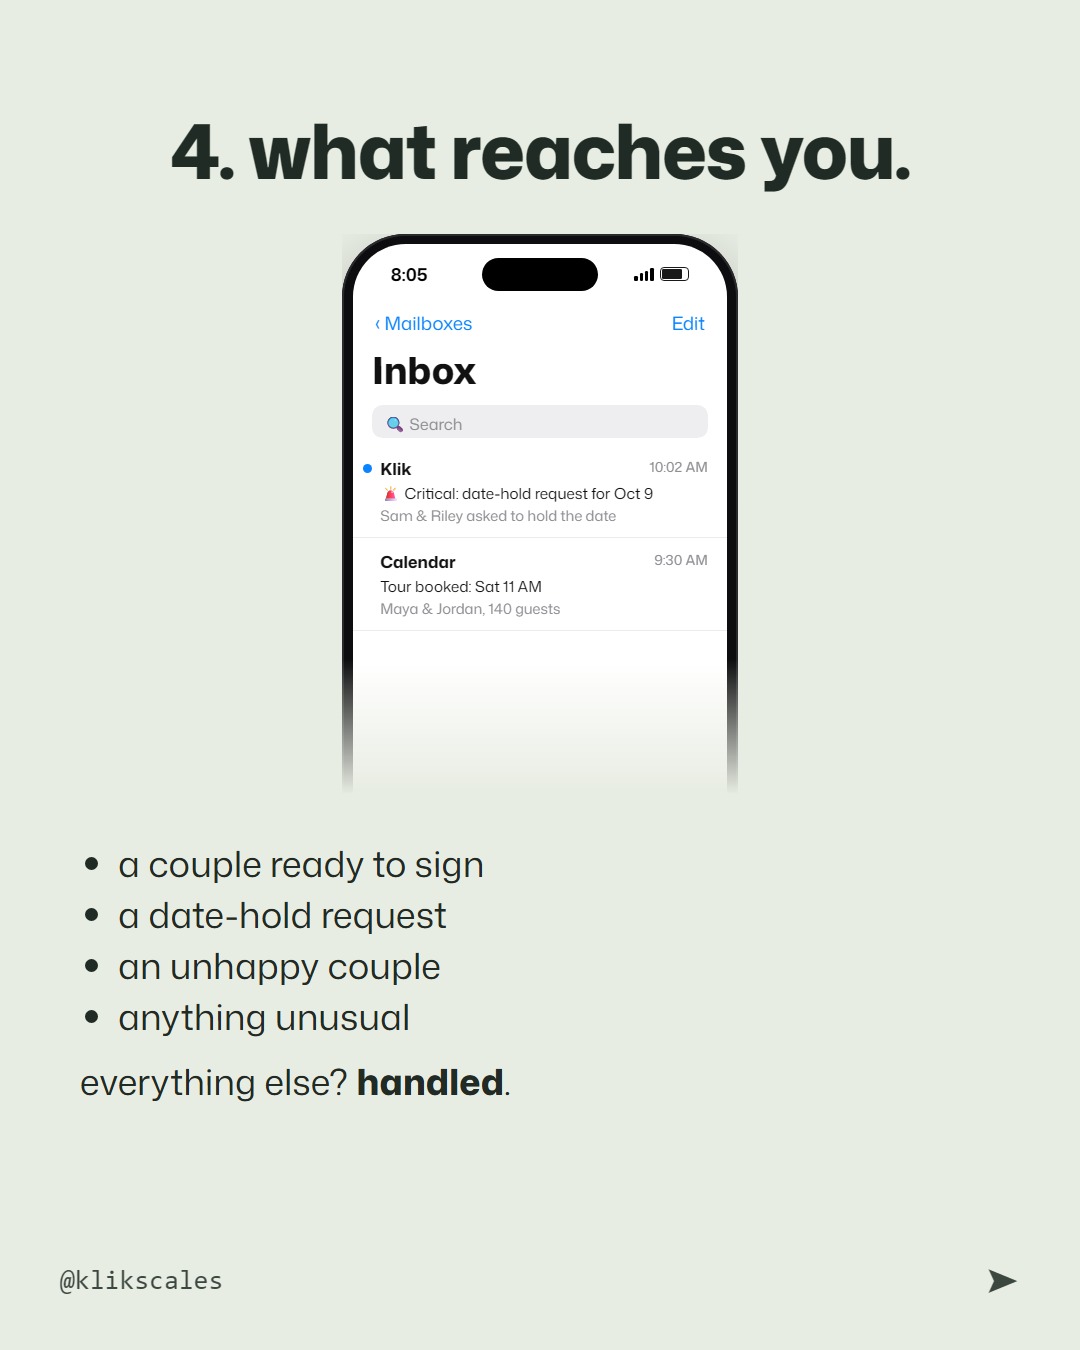 4. what reaches you.
8:05
‹ Mailboxes Edit
Inbox
🔍 Search
Klik 10:02 AM
🚨 Critical: date-hold request for Oct 9
Sam & Riley asked to hold the date
Calendar 9:30 AM
Tour booked: Sat 11 AM
Maya & Jordan, 140 guests
• a couple ready to sign
• a date-hold request
• an unhappy couple
• anything unusual
everything else? handled.
@klikscales